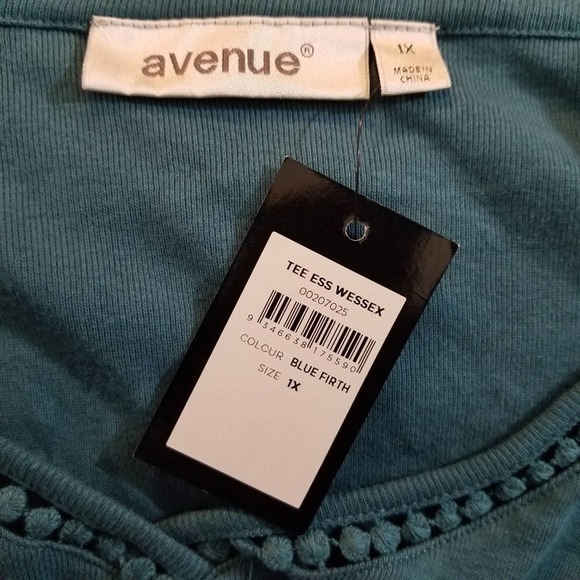 avenue®
1X
MADE IN
CHINA
TEE ESS WESSEX
00207025
9 346638 175590
COLOUR BLUE FIRTH
SIZE 1X